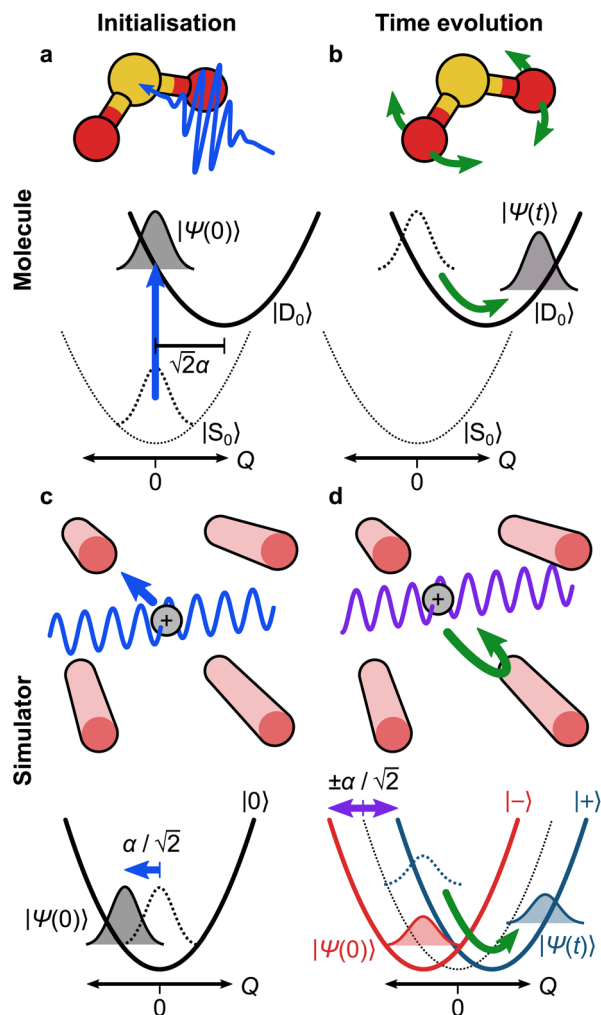 Initialisation
Time evolution
a
b
Molecule
|Ψ(0)⟩
|D₀⟩
√2α
|S₀⟩
Q
0
|Ψ(t)⟩
|D₀⟩
|S₀⟩
Q
0
c
d
Simulator
+
+
|0⟩
α / √2
|Ψ(0)⟩
Q
0
±α / √2
|−⟩
|+⟩
|Ψ(0)⟩
|Ψ(t)⟩
Q
0